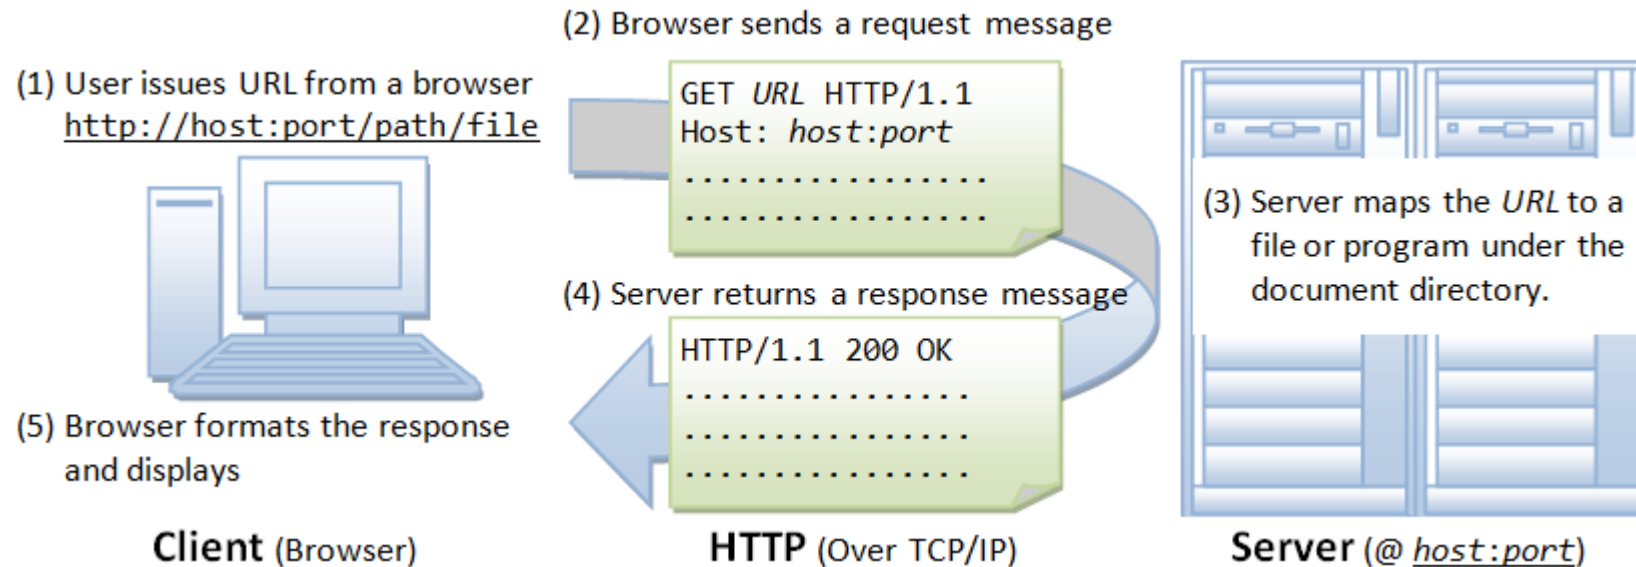 (1) User issues URL from a browser
http://host:port/path/file
(2) Browser sends a request message
GET URL HTTP/1.1
Host: host:port
..................
..................
(3) Server maps the URL to a
file or program under the
document directory.
(4) Server returns a response message
HTTP/1.1 200 OK
................
................
................
(5) Browser formats the response
and displays
Client (Browser)
HTTP (Over TCP/IP)
Server (@ host:port)